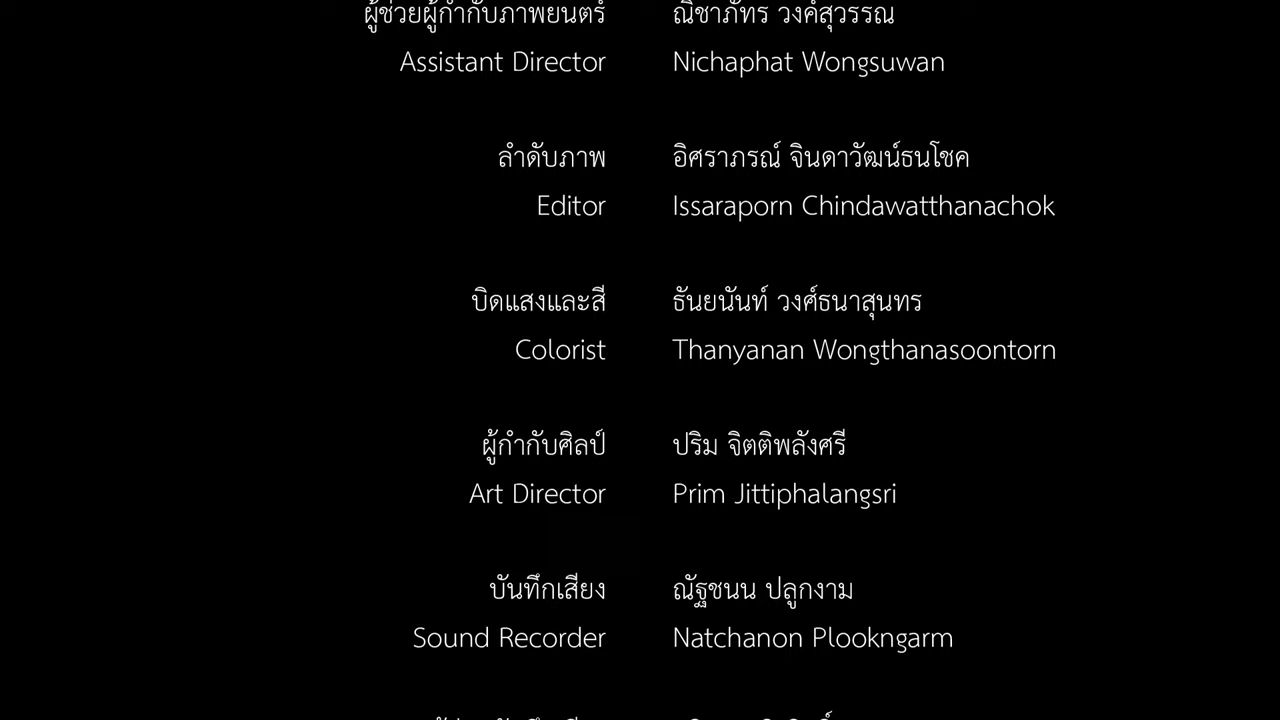 ผู้ช่วยผู้กำกับภาพยนตร์ ณิชาภัทร วงค์สุวรรณ
Assistant Director Nichaphat Wongsuwan
ลำดับภาพ อิศราภรณ์ จินดาวัฒน์ธนโชค
Editor Issaraporn Chindawatthanachok
บิดแสงและสี ธันยนันท์ วงศ์ธนาสุนทร
Colorist Thanyanan Wongthanasoontorn
ผู้กำกับศิลป์ ปริม จิตติพลังศรี
Art Director Prim Jittiphalangsri
บันทึกเสียง ณัฐชนน ปลูกงาม
Sound Recorder Natchanon Plookngarm